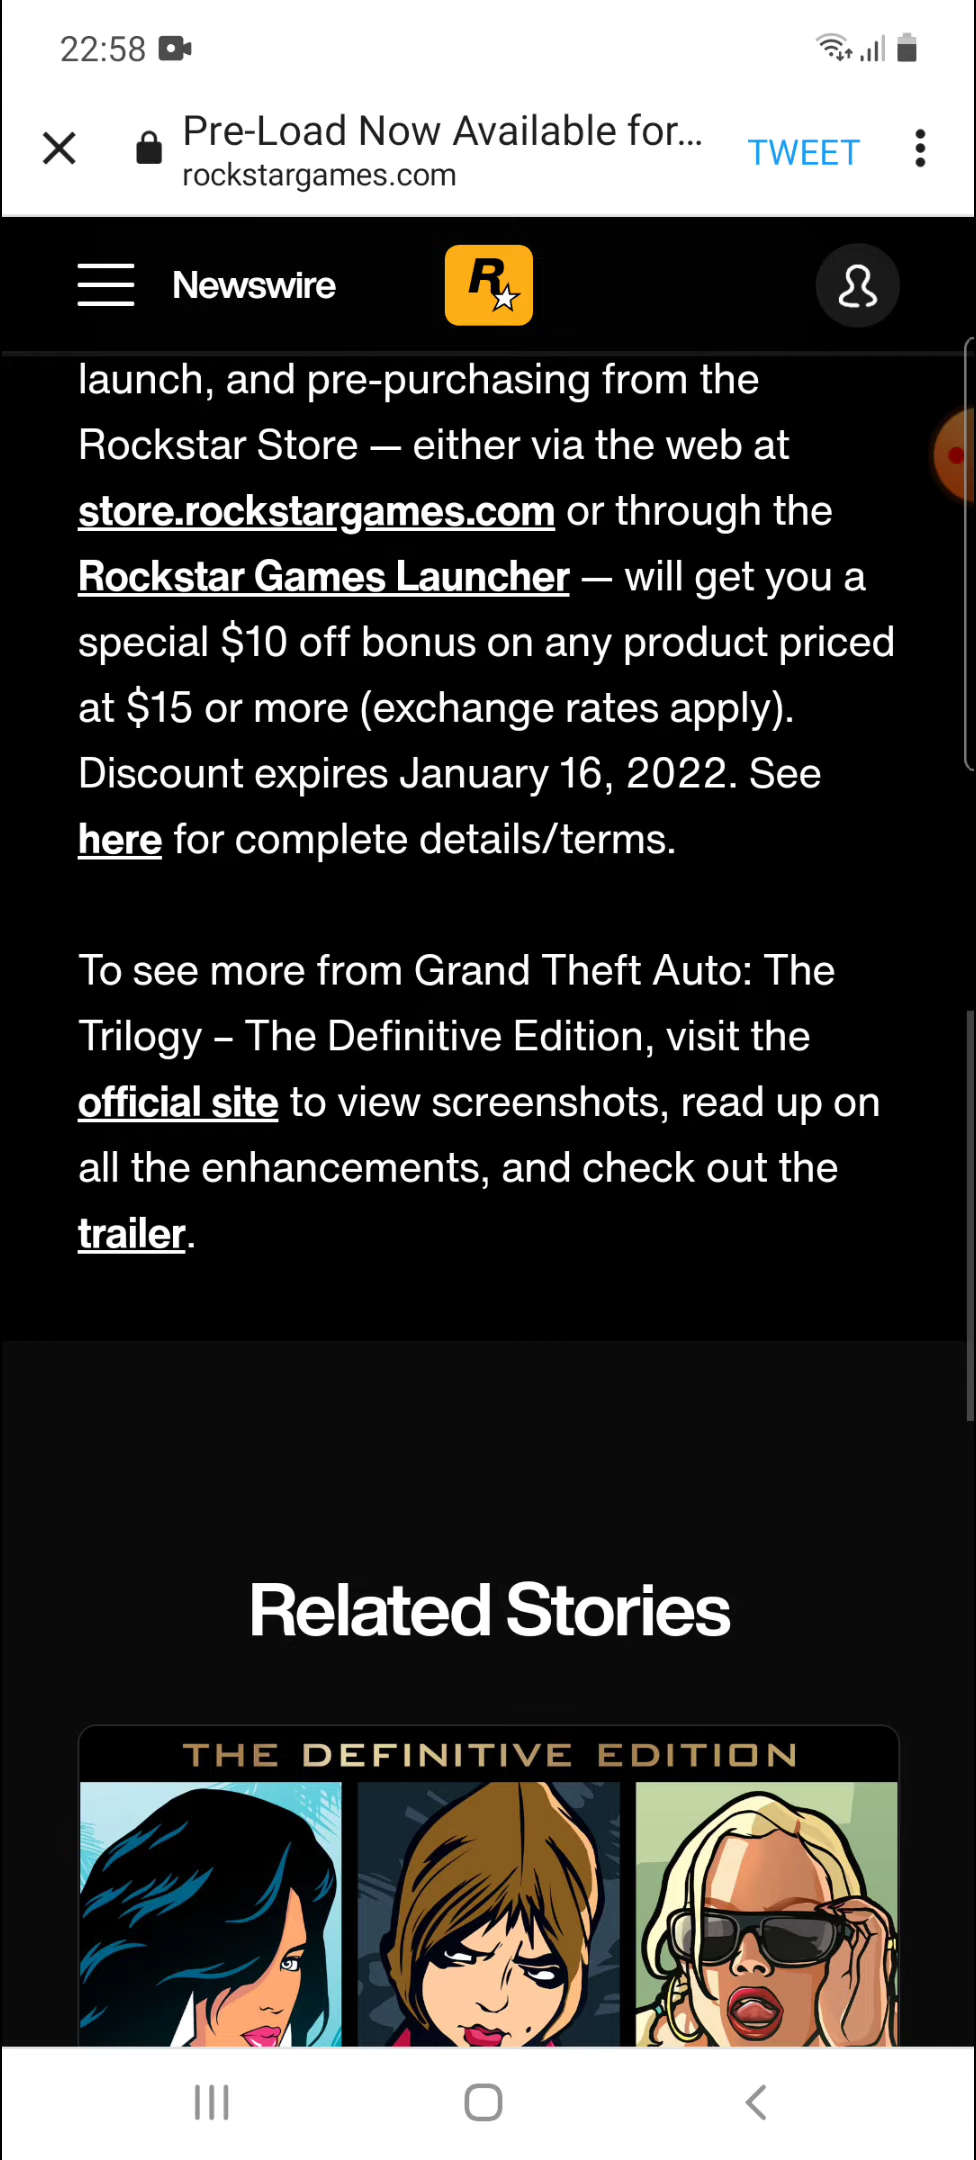 22:58
Pre-Load Now Available for...
rockstargames.com
TWEET
Newswire
R
launch, and pre-purchasing from the
Rockstar Store — either via the web at
store.rockstargames.com or through the
Rockstar Games Launcher — will get you a
special $10 off bonus on any product priced
at $15 or more (exchange rates apply).
Discount expires January 16, 2022. See
here for complete details/terms.
To see more from Grand Theft Auto: The
Trilogy – The Definitive Edition, visit the
official site to view screenshots, read up on
all the enhancements, and check out the
trailer.
Related Stories
THE DEFINITIVE EDITION